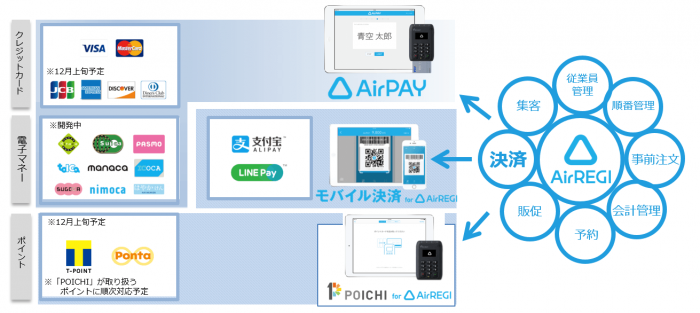 クレジットカード
VISA
MasterCard
※12月上旬予定
JCB
AMERICAN EXPRESS
DISCOVER
Diners Club
青空 太郎
AirPAY
電子マネー
※開発中
Suica
PASMO
manaca
ICOCA
SUGOCA
nimoca
はやかけん
支付宝
ALIPAY
LINE Pay
モバイル決済 for AirREGI
ポイント
※12月上旬予定
T-POINT
Ponta
※「POICHI」が取り扱う
ポイントに順次対応予定
POICHI for AirREGI
従業員
管理
集客
順番管理
決済
AirREGI
事前注文
販促
会計管理
予約